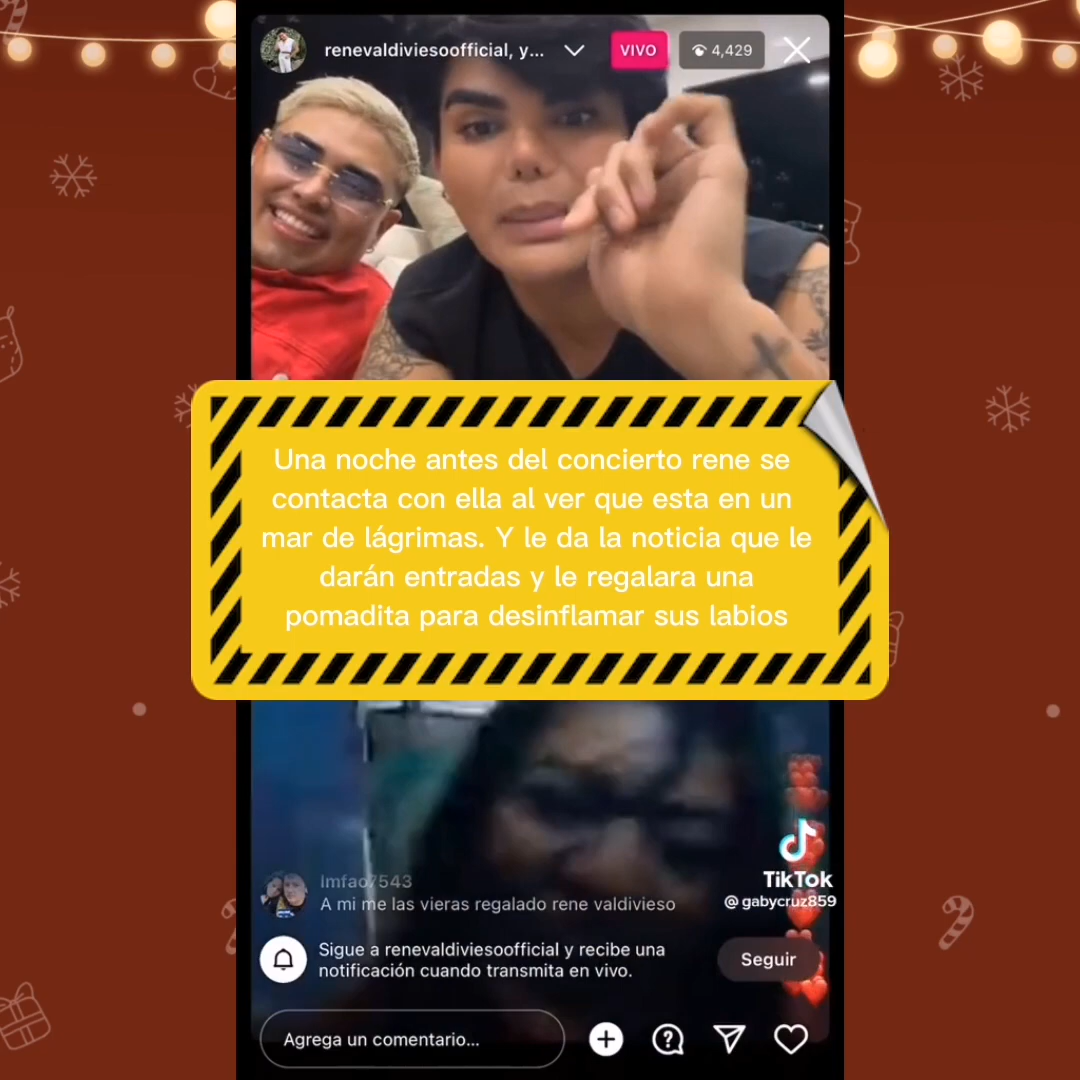 renevaldiviesoofficial, y...
VIVO
4,429
Una noche antes del concierto rene se
contacta con ella al ver que esta en un
mar de lágrimas. Y le da la noticia que le
darán entradas y le regalara una
pomadita para desinflamar sus labios
TikTok
@gabycruz859
lmfao7543
A mi me las vieras regalado rene valdivieso
Sigue a renevaldiviesoofficial y recibe una
notificación cuando transmita en vivo.
Seguir
Agrega un comentario...